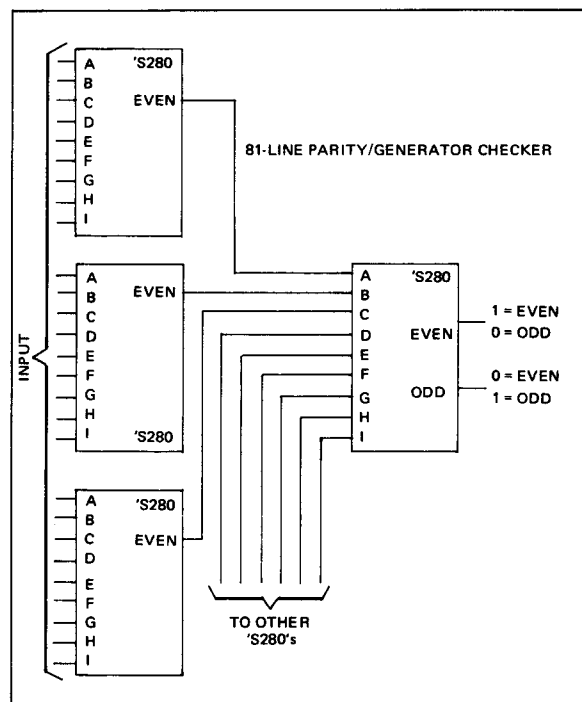 INPUT
A 'S280
B
C EVEN
D
E
F
G
H
I
81-LINE PARITY/GENERATOR CHECKER
A
B EVEN
C
D
E
F
G
H
I 'S280
A 'S280
B
C EVEN
D
E
F
G
H
I
A 'S280
B
C
D
E EVEN
F
G ODD
H
I
1 = EVEN
0 = ODD
0 = EVEN
1 = ODD
TO OTHER
'S280's